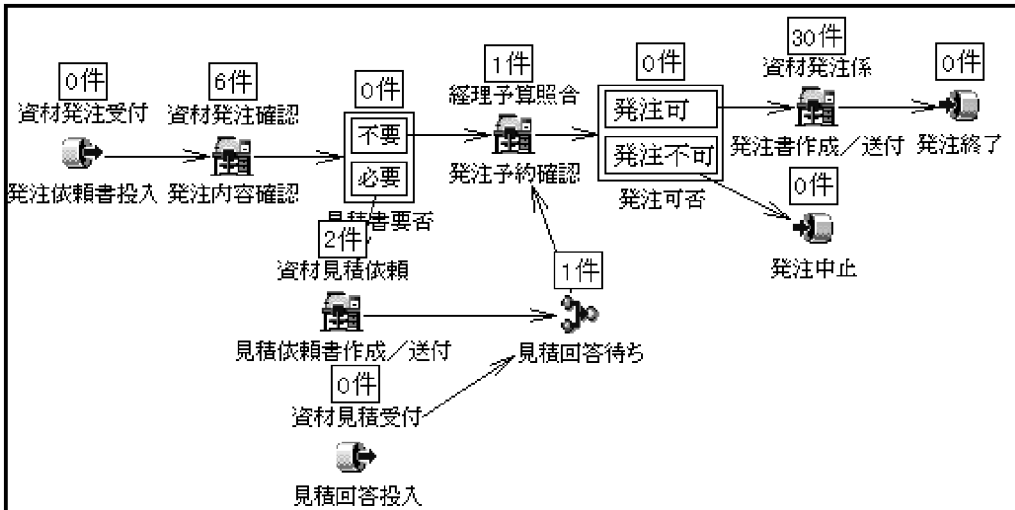 0件
資材発注受付
発注依頼書投入
6件
資材発注確認
発注内容確認
0件
不要
必要
見積書要否
1件
経理予算照合
発注予約確認
0件
発注可
発注不可
発注可否
30件
資材発注係
発注書作成／送付
0件
発注終了
0件
発注中止
2件
資材見積依頼
見積依頼書作成／送付
1件
見積回答待ち
0件
資材見積受付
見積回答投入